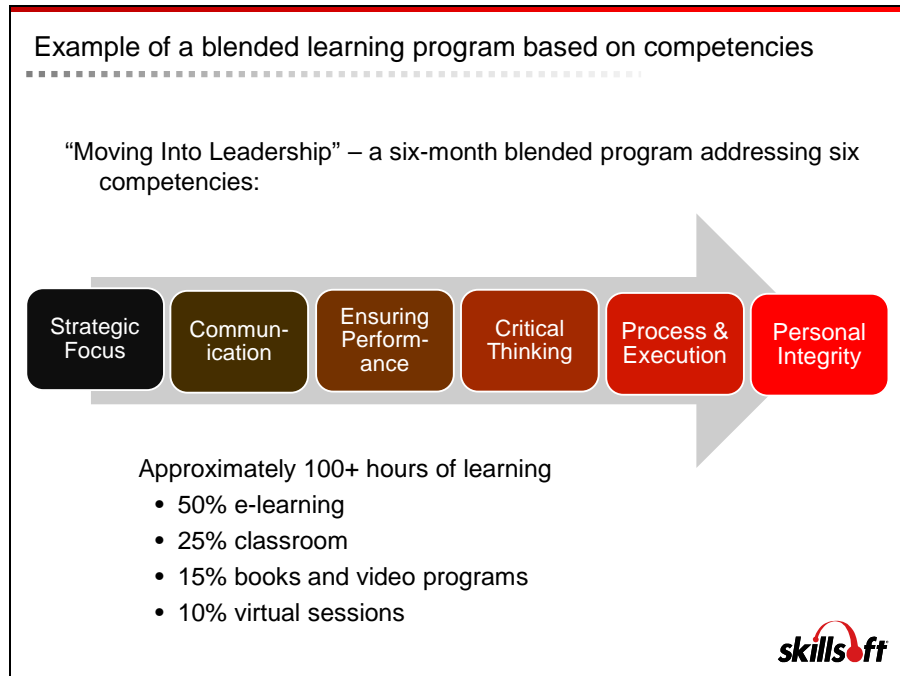 Example of a blended learning program based on competencies
“Moving Into Leadership” – a six-month blended program addressing six
competencies:
Strategic
Focus
Commun-
ication
Ensuring
Perform-
ance
Critical
Thinking
Process &
Execution
Personal
Integrity
Approximately 100+ hours of learning
• 50% e-learning
• 25% classroom
• 15% books and video programs
• 10% virtual sessions
skillsoft